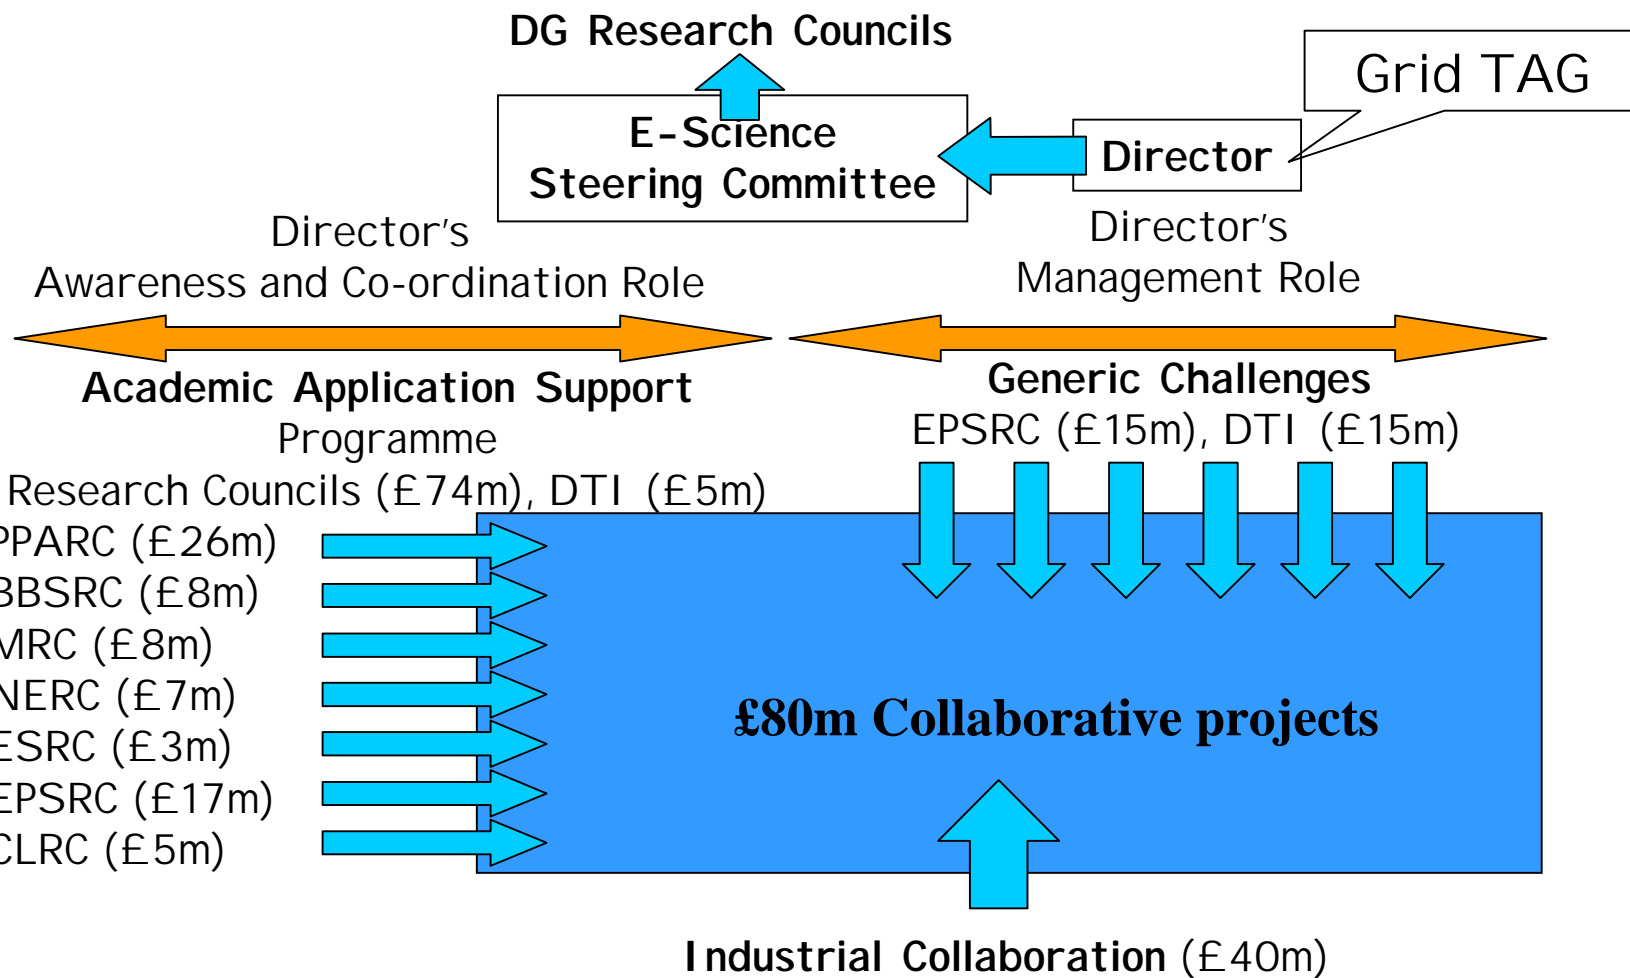 DG Research Councils
Grid TAG
E-Science
Steering Committee
Director
Director's
Awareness and Co-ordination Role
Director's
Management Role
Academic Application Support
Programme
Research Councils (£74m), DTI (£5m)
PPARC (£26m)
BBSRC (£8m)
MRC (£8m)
NERC (£7m)
ESRC (£3m)
EPSRC (£17m)
CLRC (£5m)
Generic Challenges
EPSRC (£15m), DTI (£15m)
£80m Collaborative projects
Industrial Collaboration (£40m)